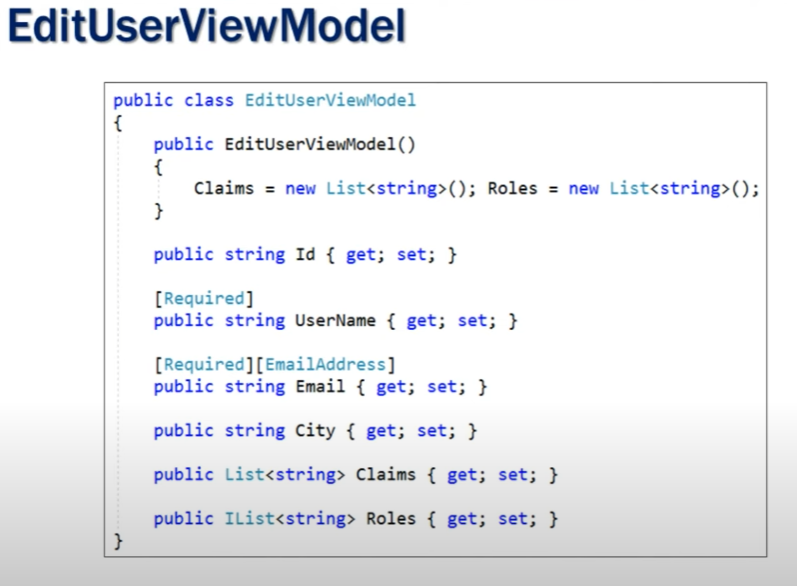 EditUserViewModel
public class EditUserViewModel
{
public EditUserViewModel()
{
Claims = new List<string>(); Roles = new List<string>();
}
public string Id { get; set; }
[Required]
public string UserName { get; set; }
[Required][EmailAddress]
public string Email { get; set; }
public string City { get; set; }
public List<string> Claims { get; set; }
public IList<string> Roles { get; set; }
}